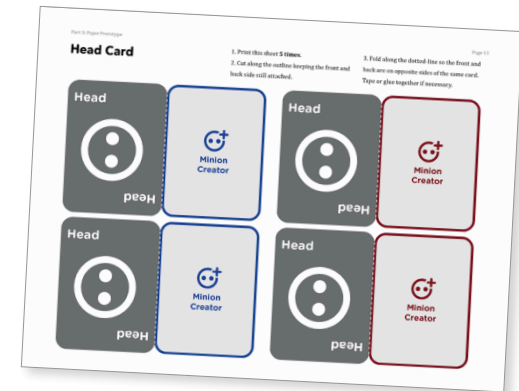 Part 5: Paper Prototype
Page 53
Head Card
1. Print this sheet 5 times.
2. Cut along the outline keeping the front and
back side still attached.
3. Fold along the dotted-line so the front and
back are on opposite sides of the same card.
Tape or glue together if necessary.
Head
Head
Minion
Creator
Head
Head
Minion
Creator
Head
Head
Minion
Creator
Head
Head
Minion
Creator